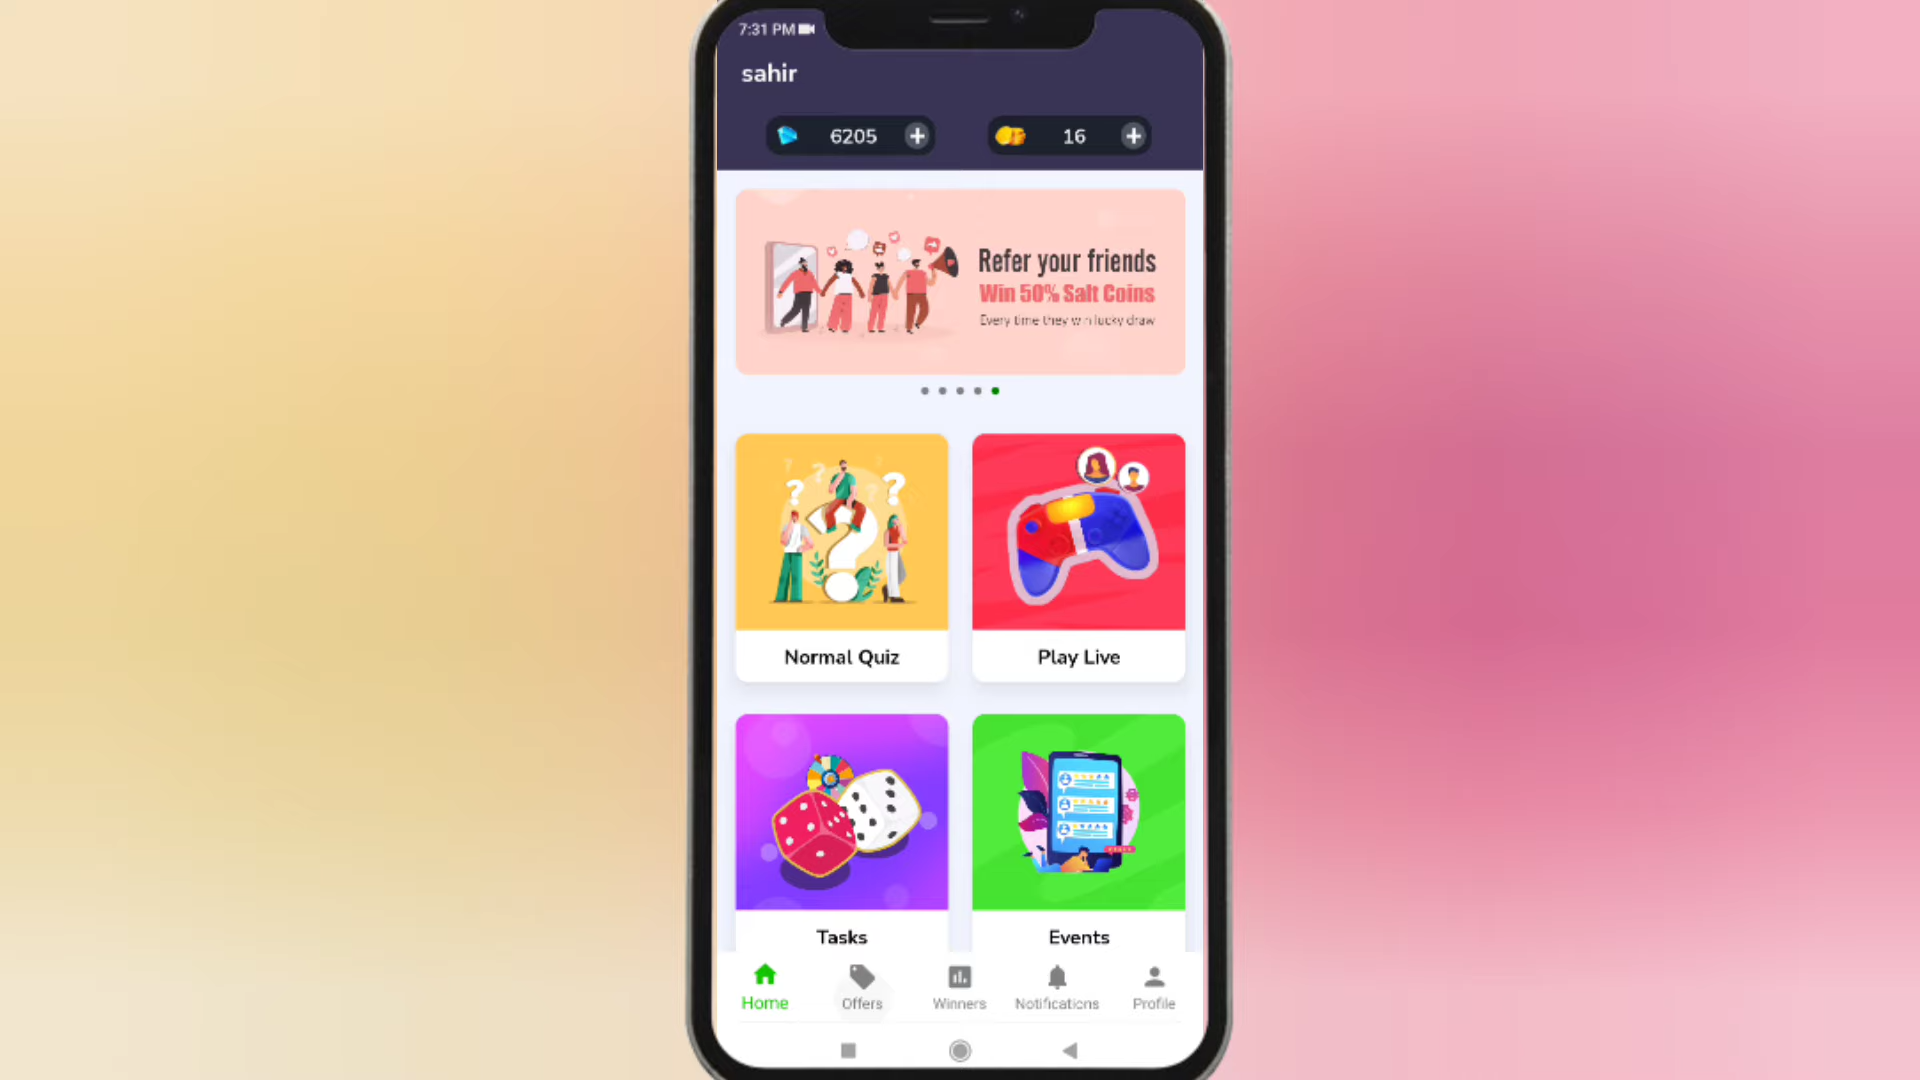 7:31 PM
sahir
6205
16
Refer your friends
Win 50% Salt Coins
Every time they win lucky draw
Normal Quiz
Play Live
Tasks
Events
Home
Offers
Winners
Notifications
Profile